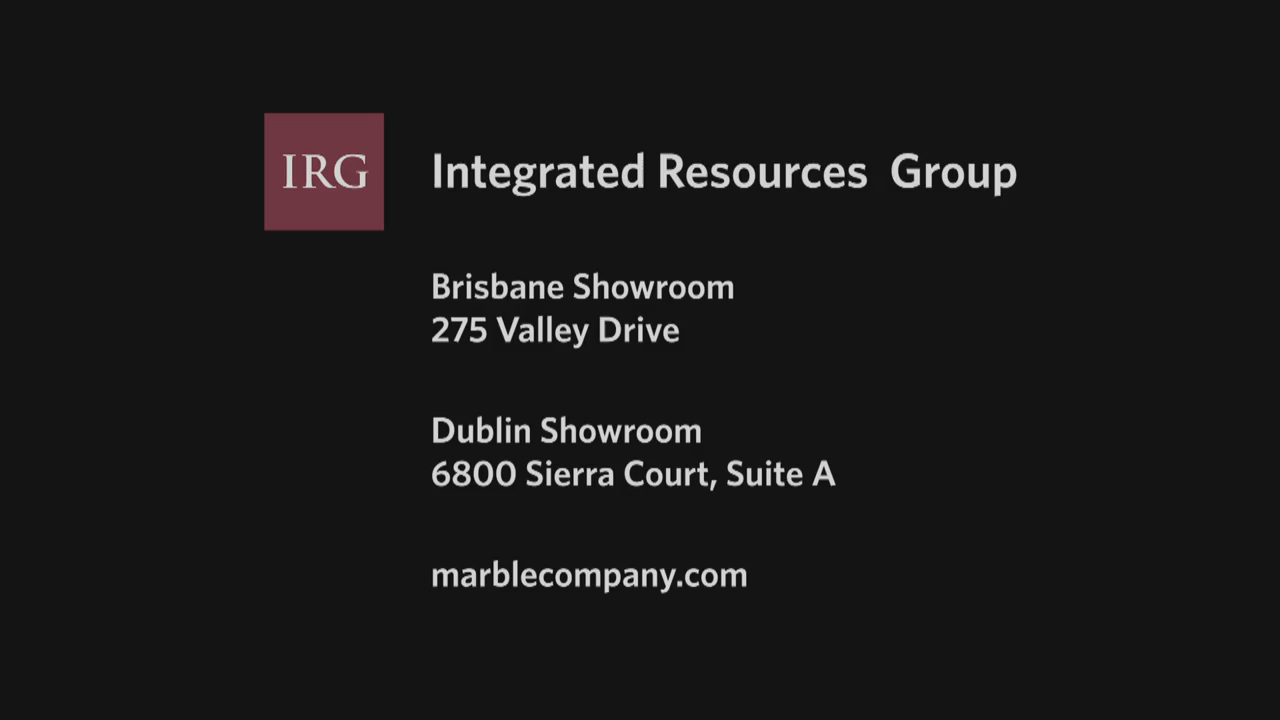 IRG
Integrated Resources Group
Brisbane Showroom
275 Valley Drive
Dublin Showroom
6800 Sierra Court, Suite A
marblecompany.com